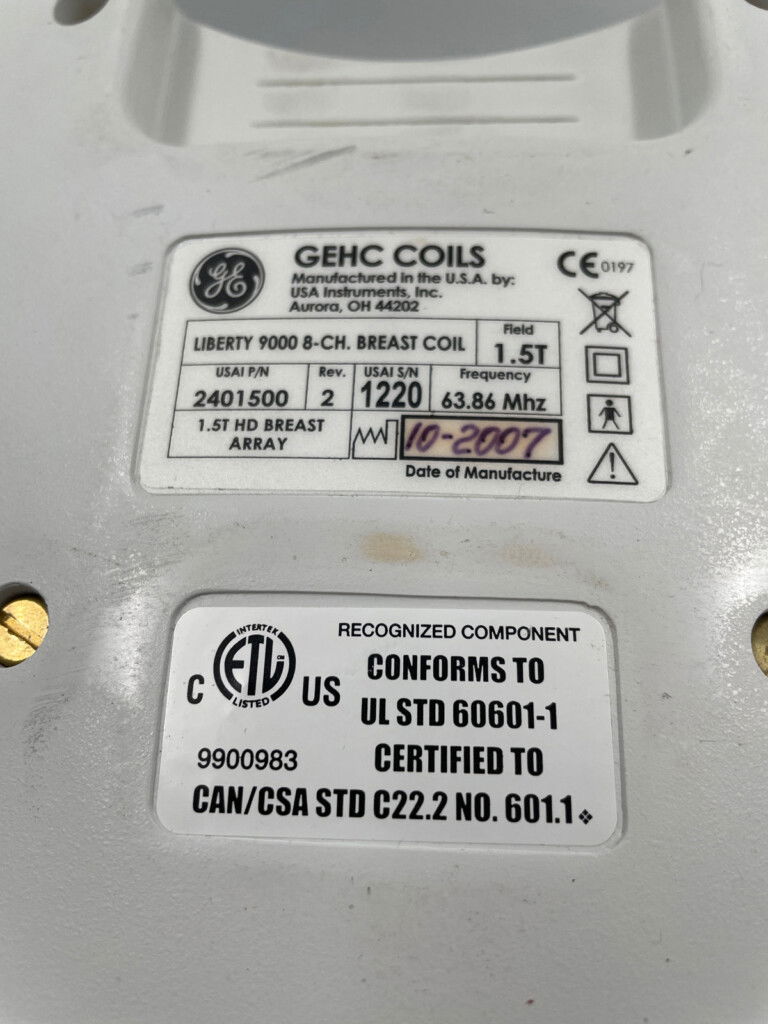 GE
GEHC COILS
Manufactured in the U.S.A. by:
USA Instruments, Inc.
Aurora, OH 44202
CE 0197
LIBERTY 9000 8-CH. BREAST COIL
Field
1.5T
USAI P/N
2401500
Rev.
2
USAI S/N
1220
Frequency
63.86 Mhz
1.5T HD BREAST
ARRAY
10-2007
Date of Manufacture
RECOGNIZED COMPONENT
INTERTEK
ETL CM
LISTED
C
US
CONFORMS TO
UL STD 60601-1
9900983
CERTIFIED TO
CAN/CSA STD C22.2 NO. 601.1